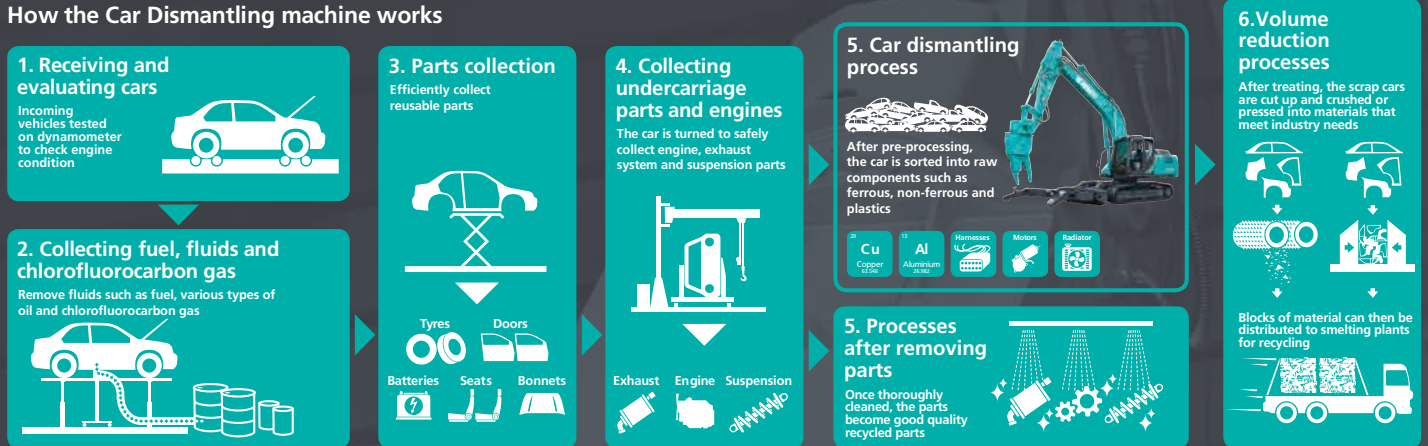 How the Car Dismantling machine works
1. Receiving and
evaluating cars
Incoming
vehicles tested
on dynamometer
to check engine
condition
2. Collecting fuel, fluids and
chlorofluorocarbon gas
Remove fluids such as fuel, various types of
oil and chlorofluorocarbon gas
3. Parts collection
Efficiently collect
reusable parts
Tyres
Doors
Batteries
Seats
Bonnets
4. Collecting
undercarriage
parts and engines
The car is turned to safely
collect engine, exhaust
system and suspension parts
Exhaust
Engine
Suspension
5. Car dismantling
process
After pre-processing,
the car is sorted into raw
components such as
ferrous, non-ferrous and
plastics
29
Cu
Copper
63.546
13
Al
Aluminium
26.982
Harnesses
Motors
Radiator
5. Processes
after removing
parts
Once thoroughly
cleaned, the parts
become good quality
recycled parts
6.Volume
reduction
processes
After treating, the scrap cars
are cut up and crushed or
pressed into materials that
meet industry needs
Blocks of material can then be
distributed to smelting plants
for recycling